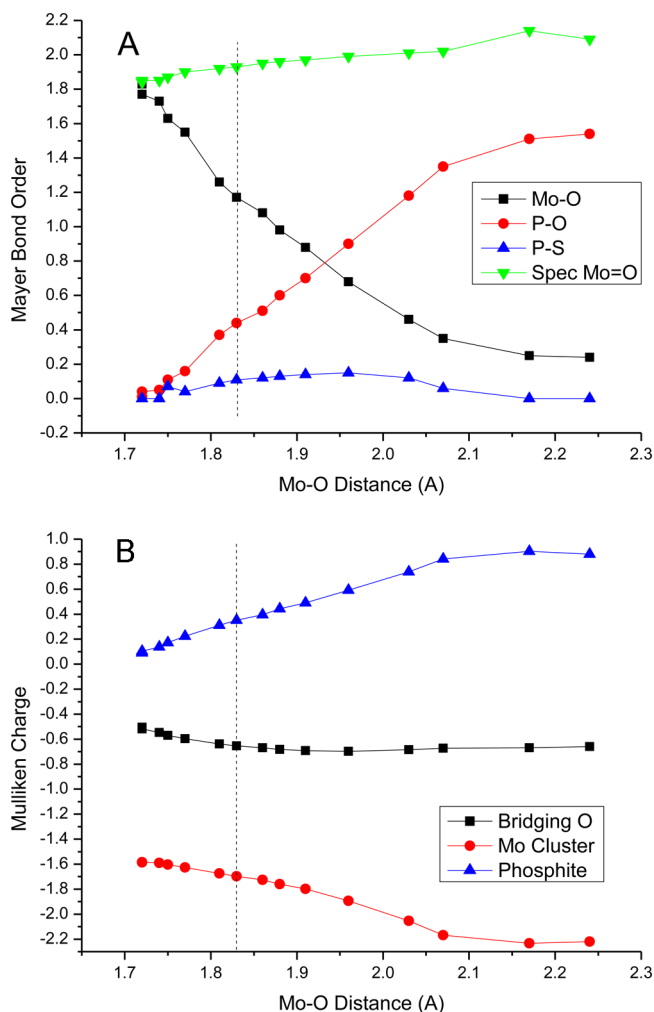 A
2.2
2.0
1.8
1.6
1.4
1.2
1.0
0.8
0.6
0.4
0.2
0.0
-0.2
Mayer Bond Order
Mo-O
P-O
P-S
Spec Mo=O
1.7 1.8 1.9 2.0 2.1 2.2 2.3
Mo-O Distance (A)
B
1.0
0.8
0.6
0.4
0.2
0.0
-0.2
-0.4
-0.6
-0.8
-1.0
-1.2
-1.4
-1.6
-1.8
-2.0
-2.2
Mulliken Charge
Bridging O
Mo Cluster
Phosphite
1.7 1.8 1.9 2.0 2.1 2.2 2.3
Mo-O Distance (A)